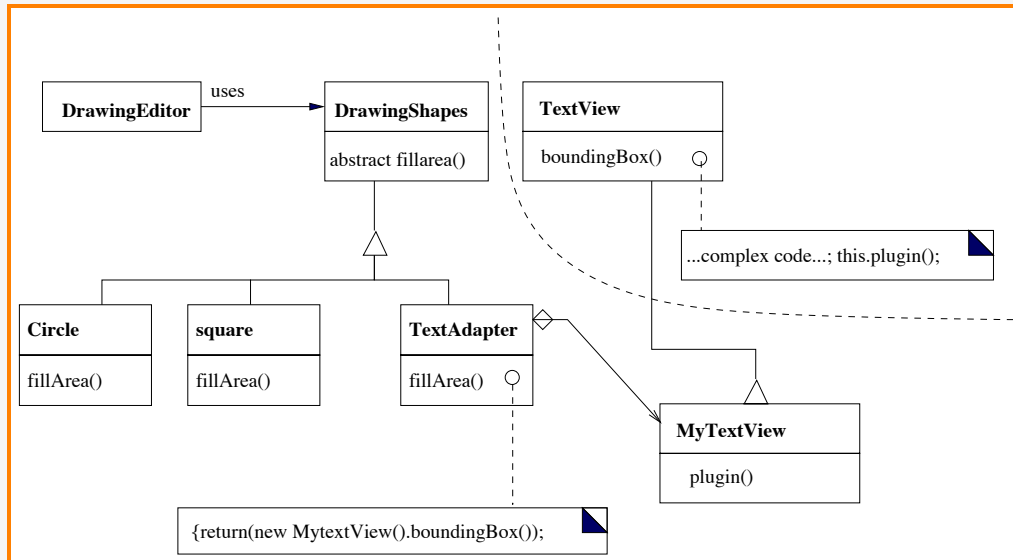 uses
DrawingEditor
DrawingShapes
abstract fillarea()
TextView
boundingBox()
...complex code...; this.plugin();
Circle
fillArea()
square
fillArea()
TextAdapter
fillArea()
MyTextView
plugin()
{return(new MytextView().boundingBox());